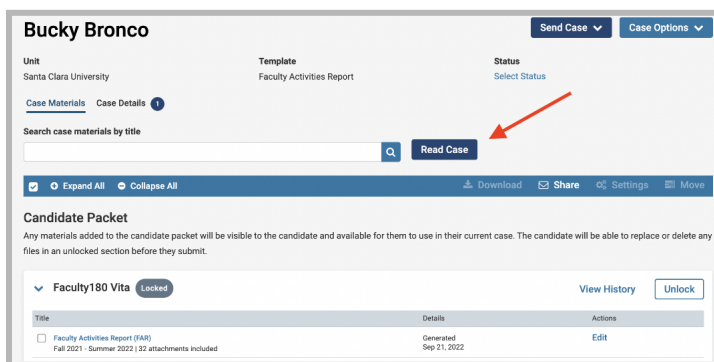 Bucky Bronco
Send Case
Case Options
Unit
Template
Status
Santa Clara University
Faculty Activities Report
Select Status
Case Materials
Case Details 1
Search case materials by title
Read Case
Expand All
Collapse All
Download
Share
Settings
Move
Candidate Packet
Any materials added to the candidate packet will be visible to the candidate and available for them to use in their current case. The candidate will be able to replace or delete any
files in an unlocked section before they submit.
Faculty180 Vita Locked
View History
Unlock
Title
Details
Actions
Faculty Activities Report (FAR)
Generated
Edit
Fall 2021 - Summer 2022 | 32 attachments included
Sep 21, 2022